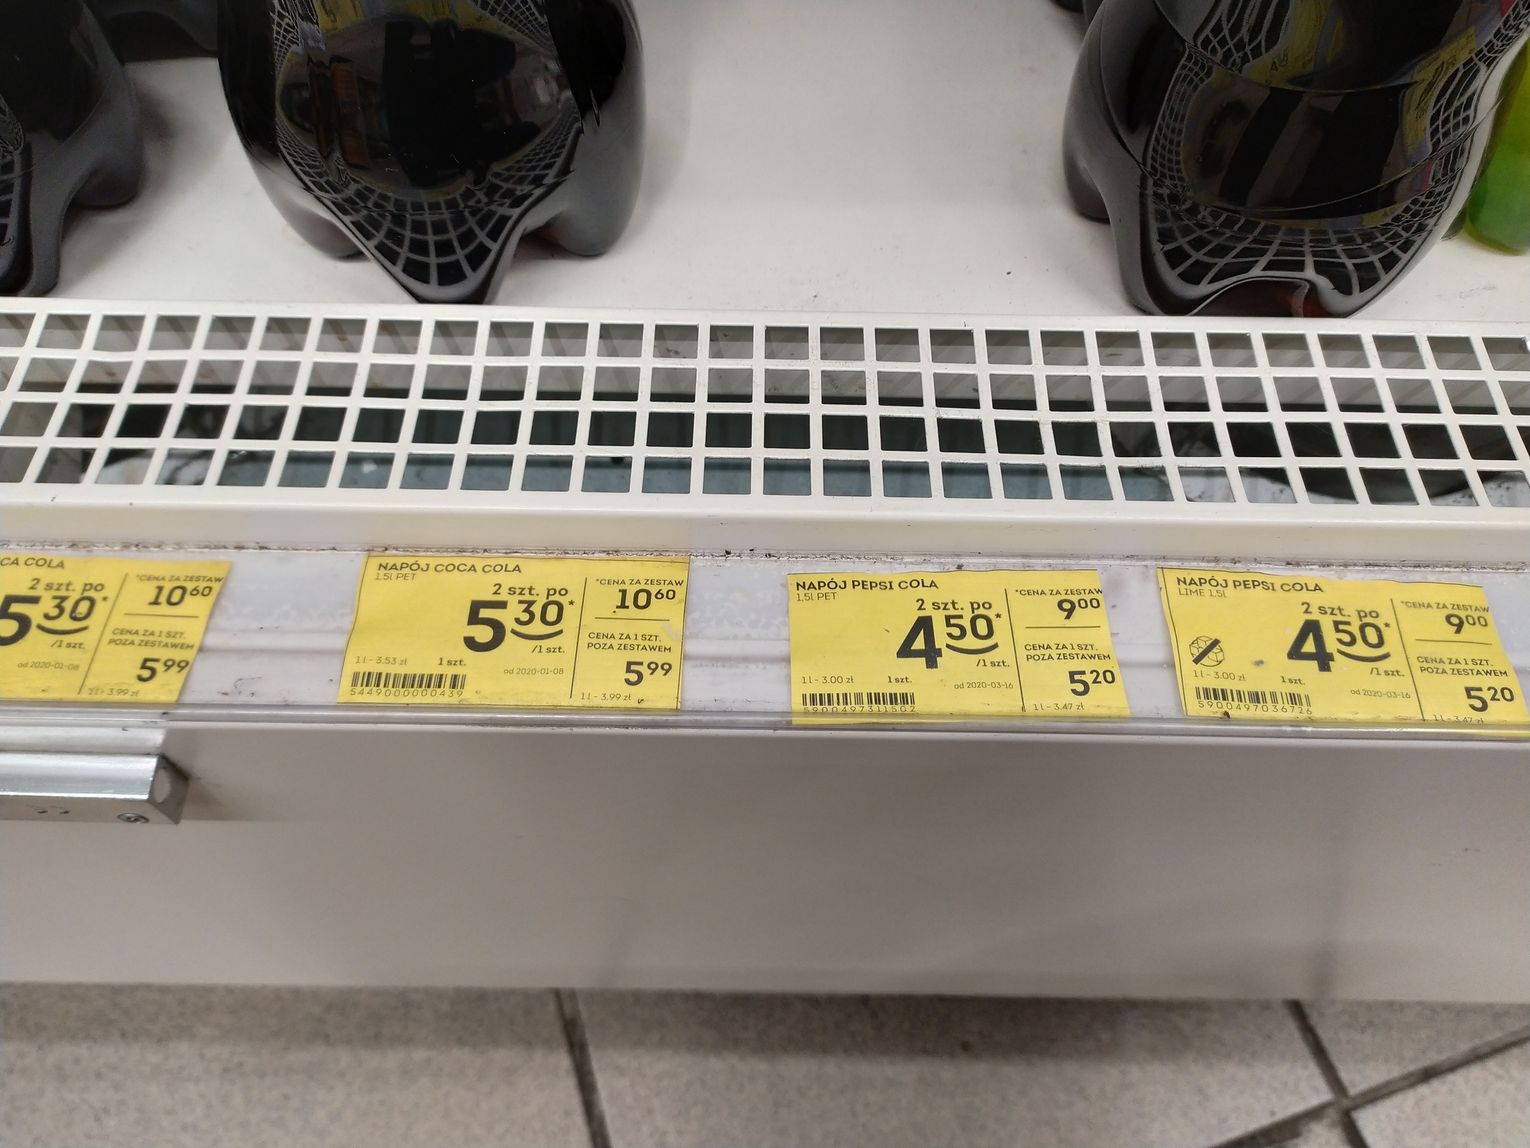 CA COLA
2 szt. po
5 30*
/1 szt.
od 2020-01-08
*CENA ZA ZESTAW
10 60
CENA ZA 1 SZT.
POZA ZESTAWEM
5 99
1 l - 3.99 zł
NAPÓJ COCA COLA
1.5l PET
2 szt. po
5 30*
/1 szt.
1 l - 3.53 zł
1 szt.
od 2020-01-08
5449000000439
*CENA ZA ZESTAW
10 60
CENA ZA 1 SZT.
POZA ZESTAWEM
5 99
1 l - 3.99 zł
NAPÓJ PEPSI COLA
1.5l PET
2 szt. po
4 50*
/1 szt.
1 l - 3.00 zł
1 szt.
od 2020-03-16
5900497311502
*CENA ZA ZESTAW
9 00
CENA ZA 1 SZT.
POZA ZESTAWEM
5 20
1 l - 3.47 zł
NAPÓJ PEPSI COLA
LIME 1.5l
2 szt. po
4 50*
/1 szt.
1 l - 3.00 zł
1 szt.
od 2020-03-16
5900497036726
*CENA ZA ZESTAW
9 00
CENA ZA 1 SZT.
POZA ZESTAWEM
5 20
1 l - 3.47 zł